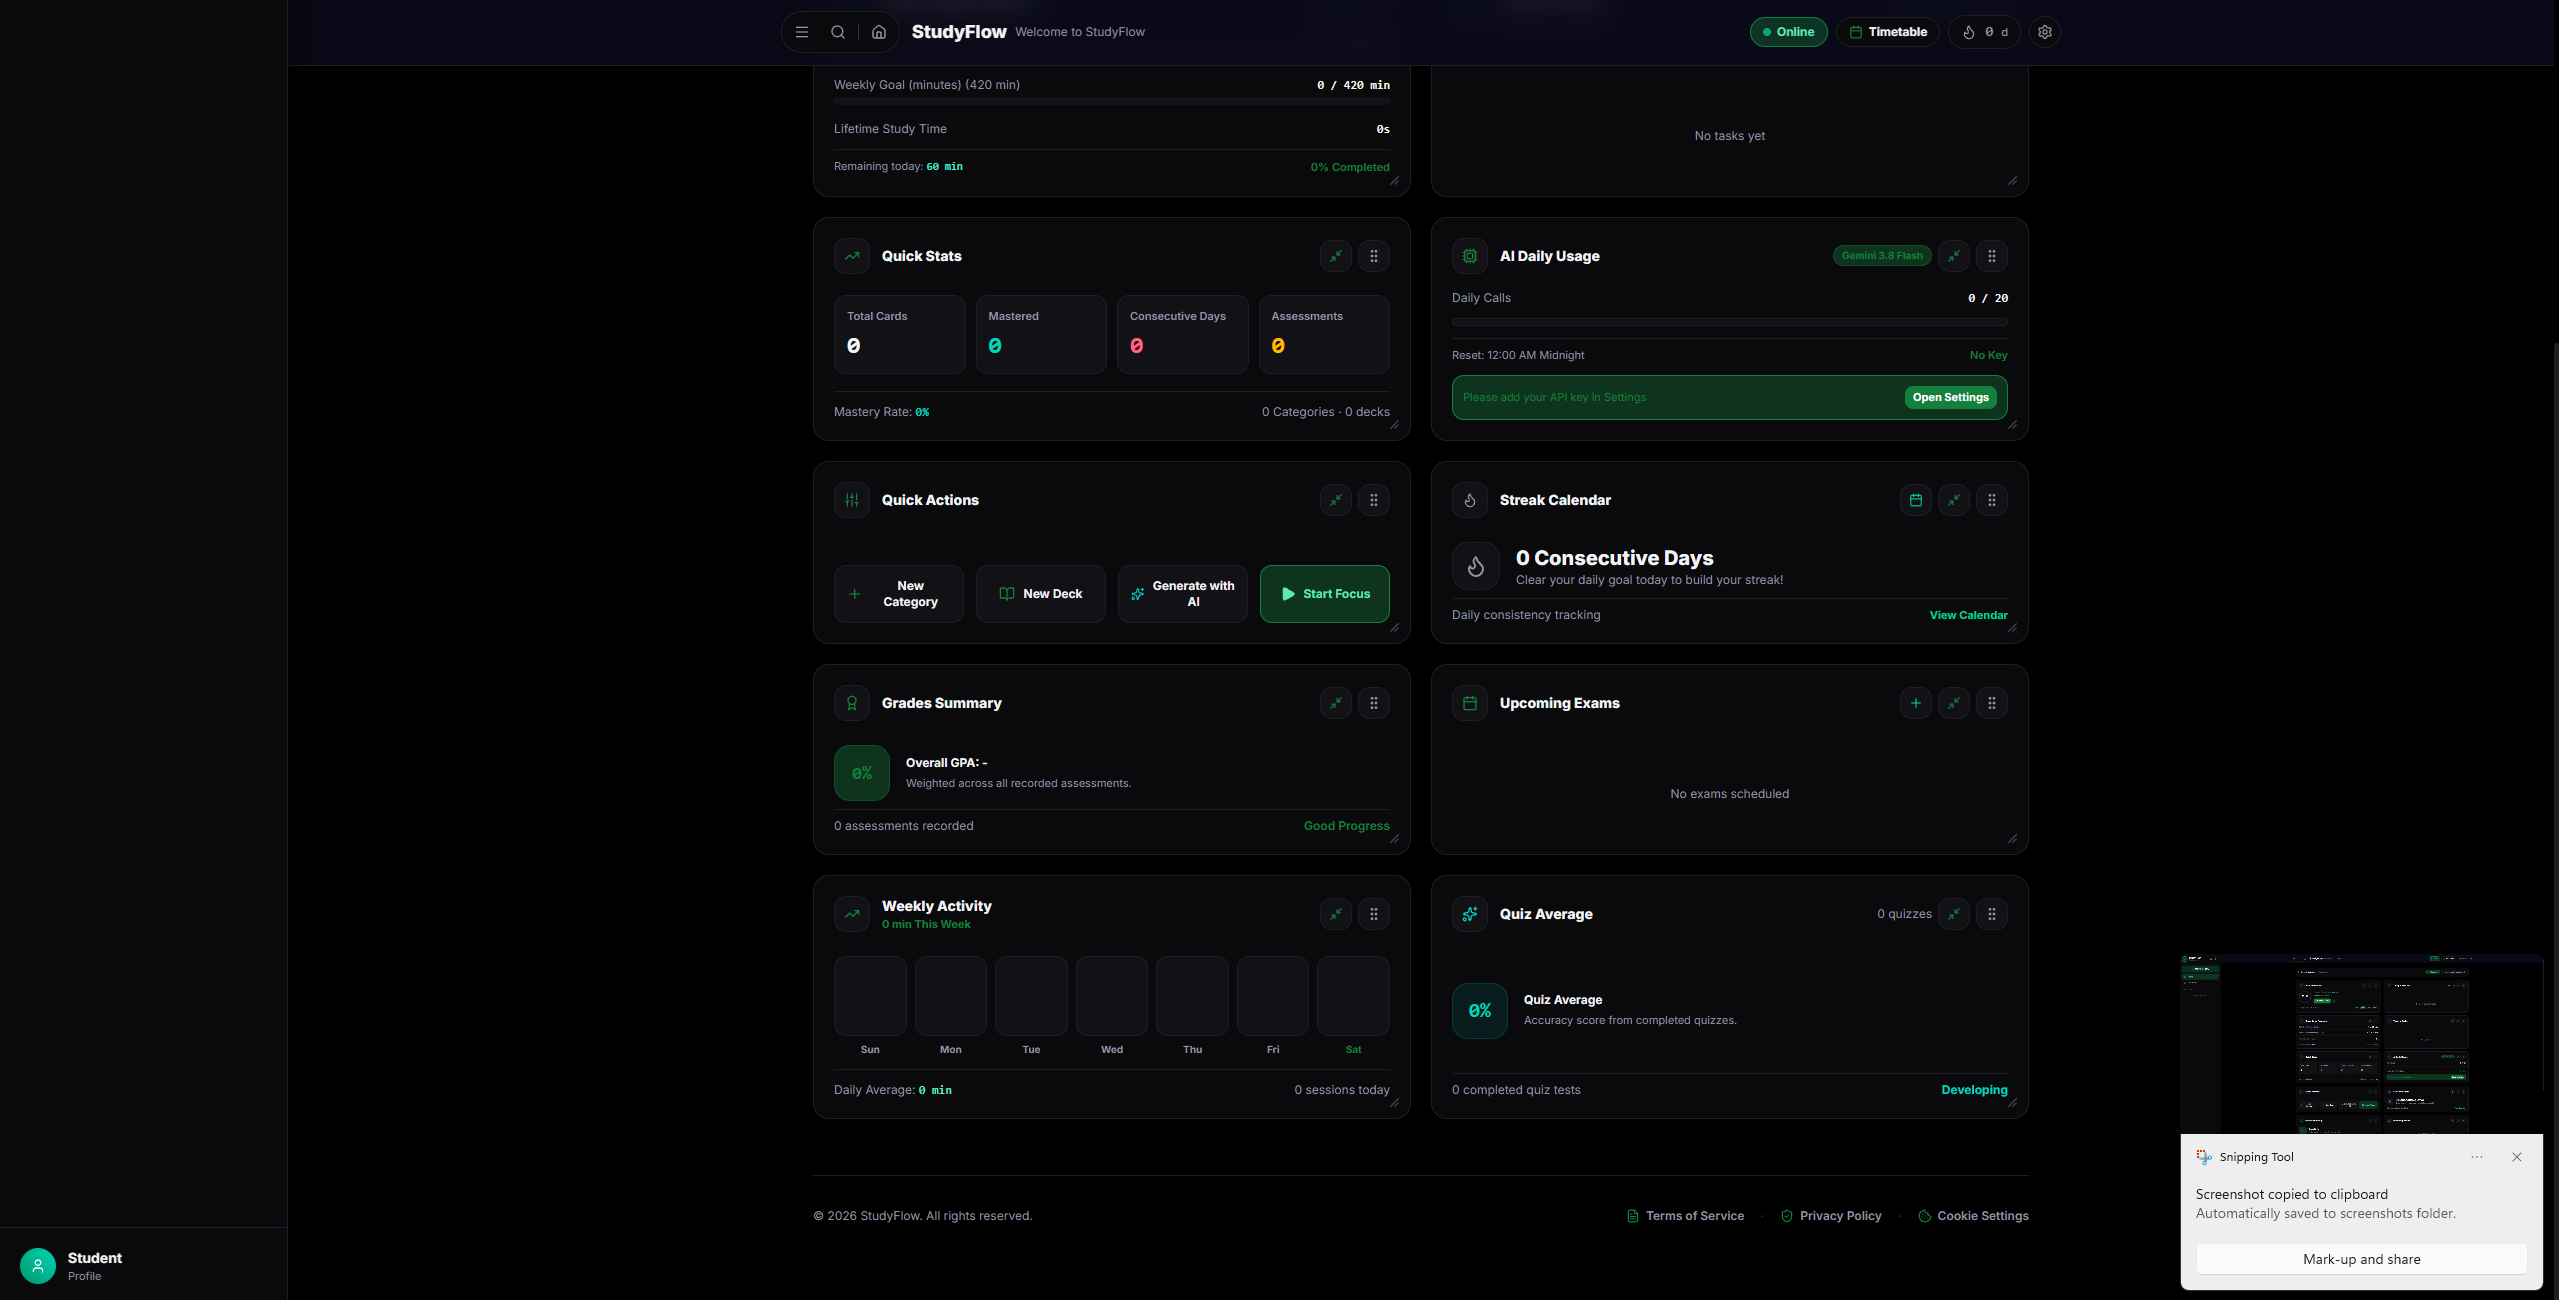 StudyFlow Welcome to StudyFlow
Online
Timetable
0 d
Weekly Goal (minutes) (420 min)
0 / 420 min
Lifetime Study Time
0s
Remaining today: 60 min
0% Completed
No tasks yet
Quick Stats
Total Cards
0
Mastered
0
Consecutive Days
0
Assessments
0
Mastery Rate: 0%
0 Categories · 0 decks
AI Daily Usage
Gemini 3.8 Flash
Daily Calls
0 / 20
Reset: 12:00 AM Midnight
No Key
Please add your API key in Settings
Open Settings
Quick Actions
New
Category
New Deck
Generate with
AI
Start Focus
Streak Calendar
0 Consecutive Days
Clear your daily goal today to build your streak!
Daily consistency tracking
View Calendar
Grades Summary
0%
Overall GPA: -
Weighted across all recorded assessments.
0 assessments recorded
Good Progress
Upcoming Exams
No exams scheduled
Weekly Activity
0 min This Week
Sun
Mon
Tue
Wed
Thu
Fri
Sat
Daily Average: 0 min
0 sessions today
Quiz Average
0 quizzes
0%
Quiz Average
Accuracy score from completed quizzes.
0 completed quiz tests
Developing
© 2026 StudyFlow. All rights reserved.
Terms of Service
·
Privacy Policy
·
Cookie Settings
Student
Profile
Snipping Tool
Screenshot copied to clipboard
Automatically saved to screenshots folder.
Mark-up and share